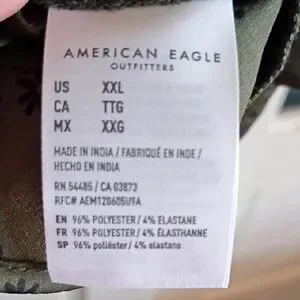 AMERICAN EAGLE
OUTFITTERS
US XXL
CA TTG
MX XXG
MADE IN INDIA / FABRIQUÉ EN INDE /
HECHO EN INDIA
RN 54485 / CA 03873
RFC# AEM120605U9A
EN 96% POLYESTER / 4% ELASTANE
FR 96% POLYESTER / 4% ÉLASTHANNE
SP 96% poliéster / 4% elastano